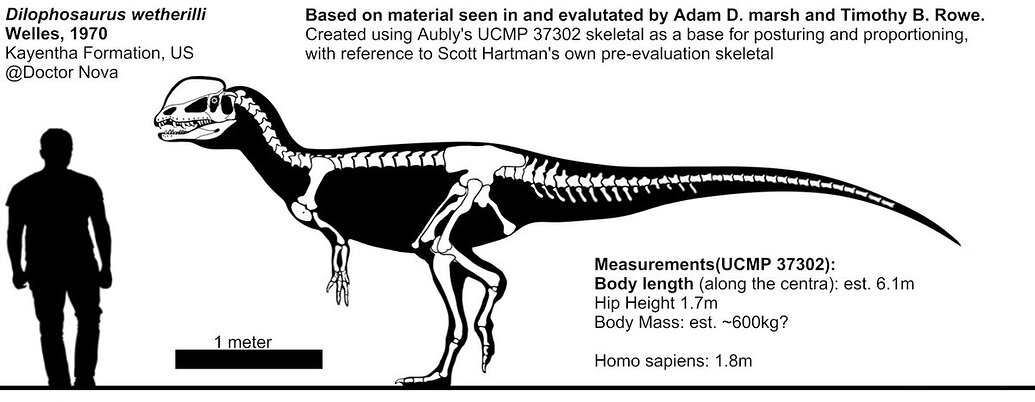 Dilophosaurus wetherilli
Welles, 1970
Kayentha Formation, US
@Doctor Nova
Based on material seen in and evalutated by Adam D. marsh and Timothy B. Rowe.
Created using Aubly's UCMP 37302 skeletal as a base for posturing and proportioning,
with reference to Scott Hartman's own pre-evaluation skeletal
1 meter
Measurements(UCMP 37302):
Body length (along the centra): est. 6.1m
Hip Height 1.7m
Body Mass: est. ~600kg?
Homo sapiens: 1.8m